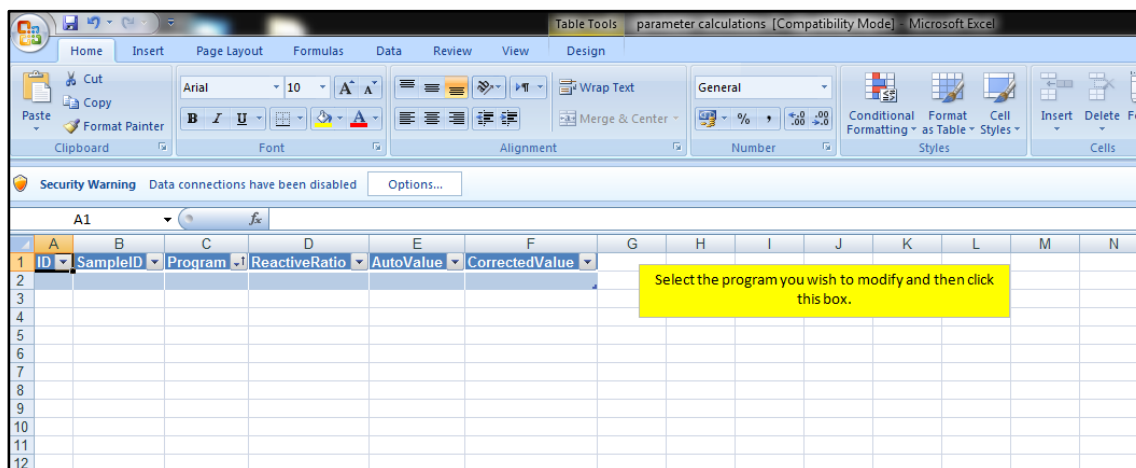 Table Tools parameter calculations [Compatibility Mode] - Microsoft Excel
Home Insert Page Layout Formulas Data Review View Design
Cut
Copy
Format Painter
Paste
Clipboard
Arial 10 A A
B I U A
Font
Wrap Text
Merge & Center
Alignment
General
% , .0 .00 .00 .0
Number
Conditional Formatting
Format as Table
Cell Styles
Styles
Insert Delete
Cells
Security Warning Data connections have been disabled Options...
A1 fx
A B C D E F G H I J K L M N
1 ID SampleID Program ReactiveRatio AutoValue CorrectedValue
2
3
4
5
6
7
8
9
10
11
12
Select the program you wish to modify and then click
this box.